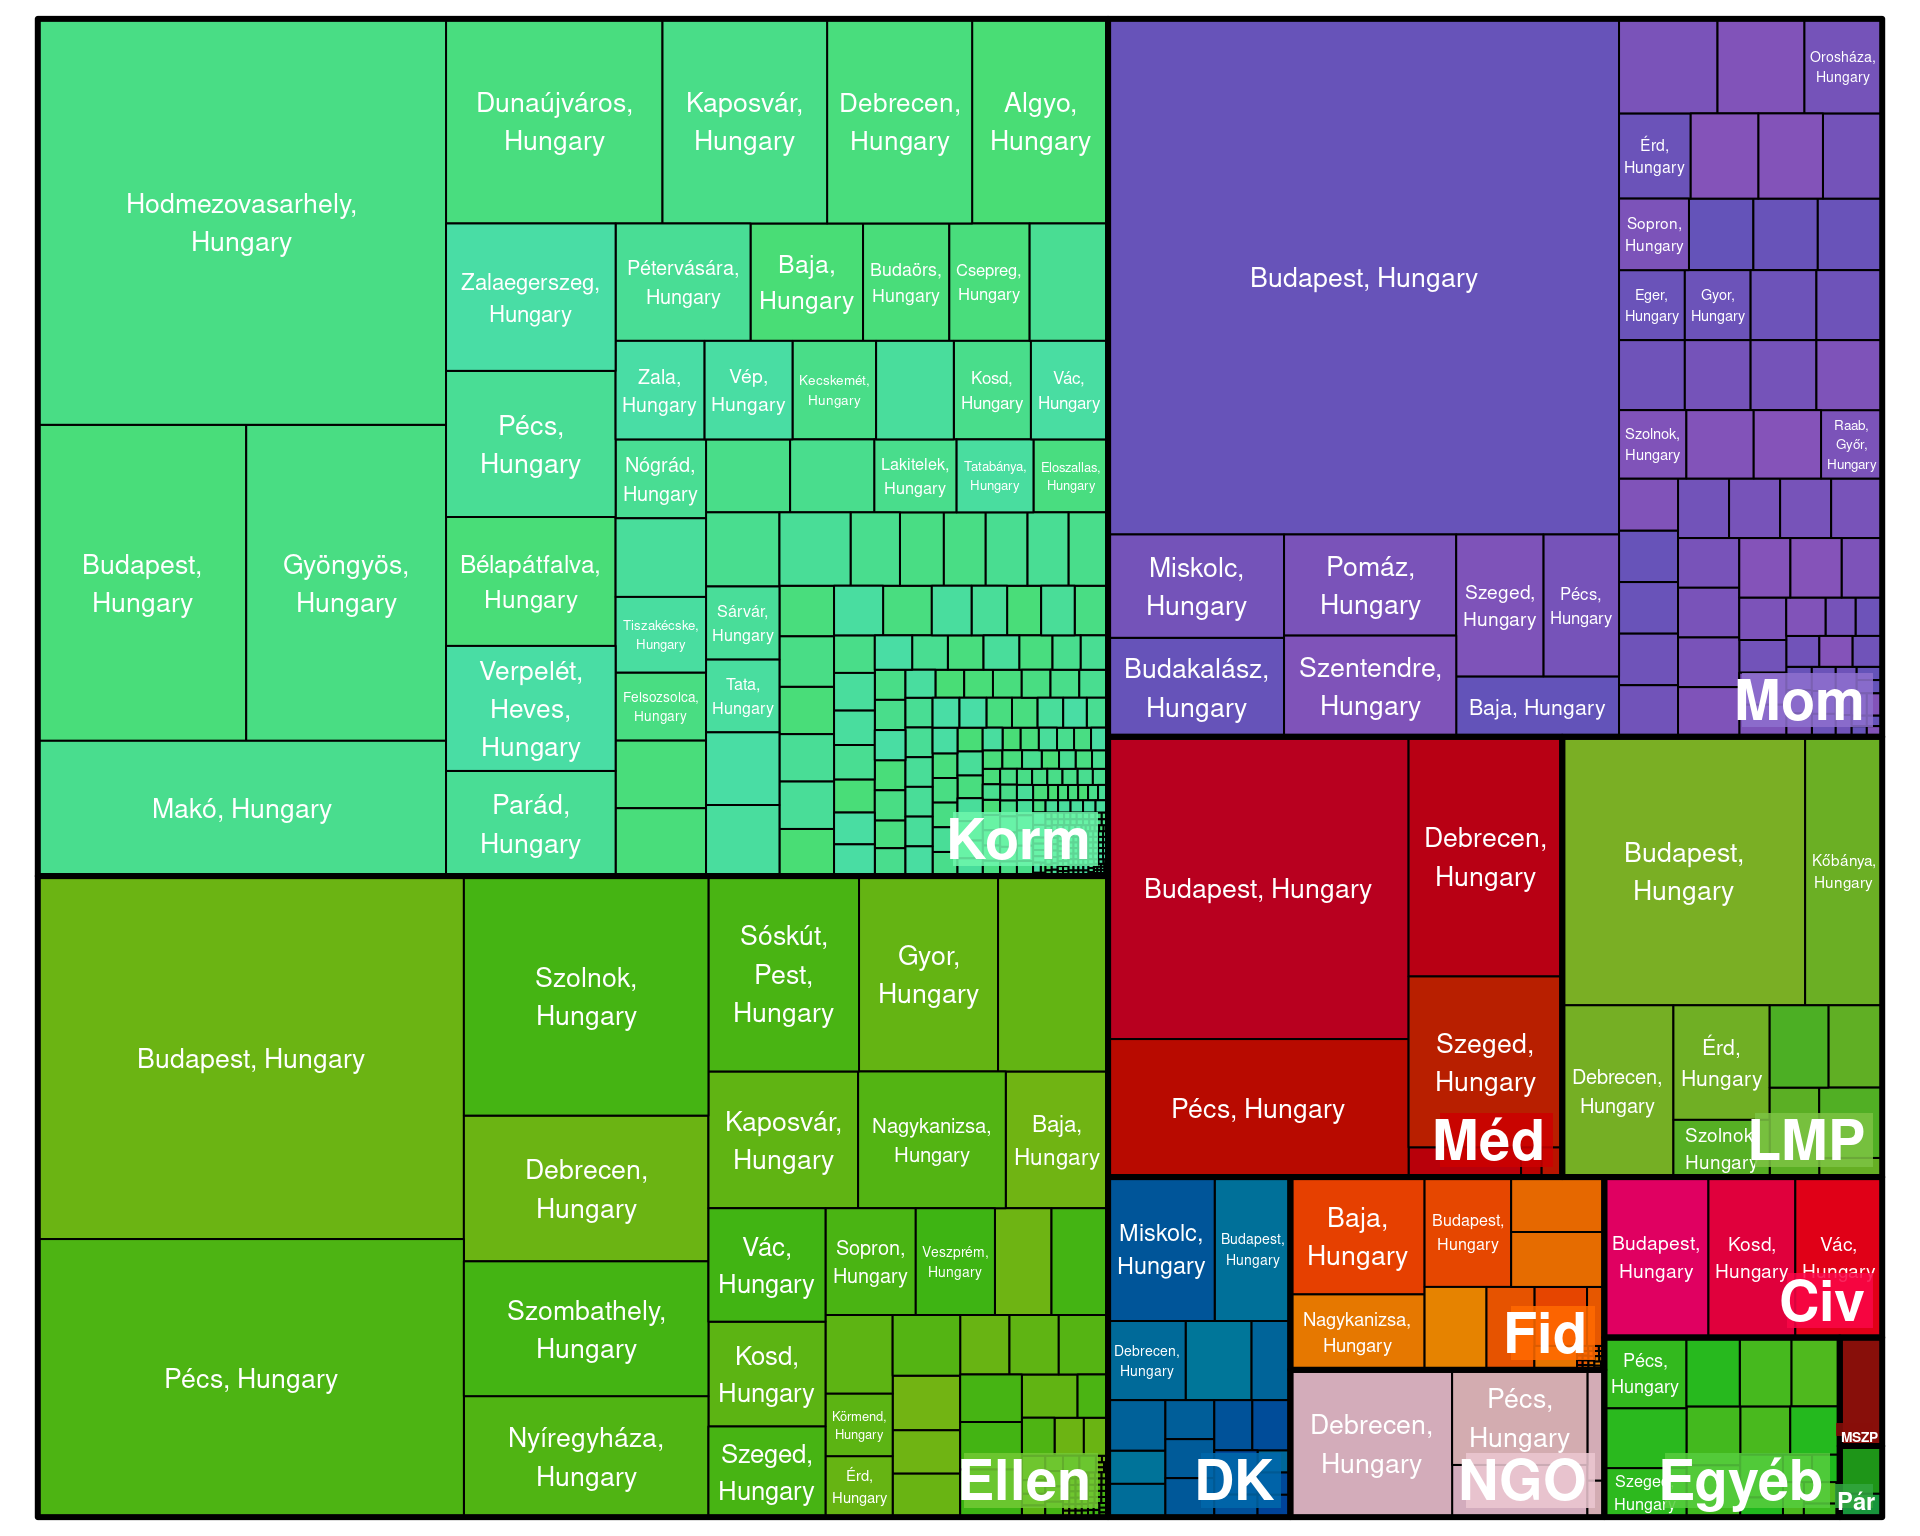 Hodmezovasarhely,
Hungary
Dunaújváros,
Hungary
Kaposvár,
Hungary
Debrecen,
Hungary
Algyo,
Hungary
Zalaegerszeg,
Hungary
Pétervására,
Hungary
Baja,
Hungary
Budaörs,
Hungary
Csepreg,
Hungary
Zala,
Hungary
Vép,
Hungary
Kecskemét,
Hungary
Kosd,
Hungary
Vác,
Hungary
Pécs,
Hungary
Nógrád,
Hungary
Lakitelek,
Hungary
Tatabánya,
Hungary
Eloszallas,
Hungary
Budapest,
Hungary
Gyöngyös,
Hungary
Bélapátfalva,
Hungary
Tiszakécske,
Hungary
Sárvár,
Hungary
Verpelét,
Heves,
Hungary
Felsozsolca,
Hungary
Tata,
Hungary
Makó, Hungary
Parád,
Hungary
Korm
Budapest, Hungary
Orosháza,
Hungary
Érd,
Hungary
Sopron,
Hungary
Eger,
Hungary
Gyor,
Hungary
Szolnok,
Hungary
Raab,
Győr,
Hungary
Miskolc,
Hungary
Pomáz,
Hungary
Szeged,
Hungary
Pécs,
Hungary
Budakalász,
Hungary
Szentendre,
Hungary
Baja, Hungary
Mom
Budapest, Hungary
Pécs, Hungary
Szolnok,
Hungary
Debrecen,
Hungary
Szombathely,
Hungary
Nyíregyháza,
Hungary
Sóskút,
Pest,
Hungary
Gyor,
Hungary
Kaposvár,
Hungary
Nagykanizsa,
Hungary
Baja,
Hungary
Vác,
Hungary
Sopron,
Hungary
Veszprém,
Hungary
Kosd,
Hungary
Szeged,
Hungary
Körmend,
Hungary
Érd,
Hungary
Ellen
Budapest, Hungary
Debrecen,
Hungary
Pécs, Hungary
Szeged,
Hungary
Méd
Budapest,
Hungary
Kőbánya,
Hungary
Debrecen,
Hungary
Érd,
Hungary
Szolnok
Hungary
LMP
Miskolc,
Hungary
Budapest,
Hungary
Debrecen,
Hungary
DK
Baja,
Hungary
Budapest,
Hungary
Nagykanizsa,
Hungary
Fid
Budapest,
Hungary
Kosd,
Hungary
Vác,
Hungary
Civ
Debrecen,
Hungary
Pécs,
Hungary
NGO
Pécs,
Hungary
Szeged
Hungary
Egyéb
MSZP
Pár